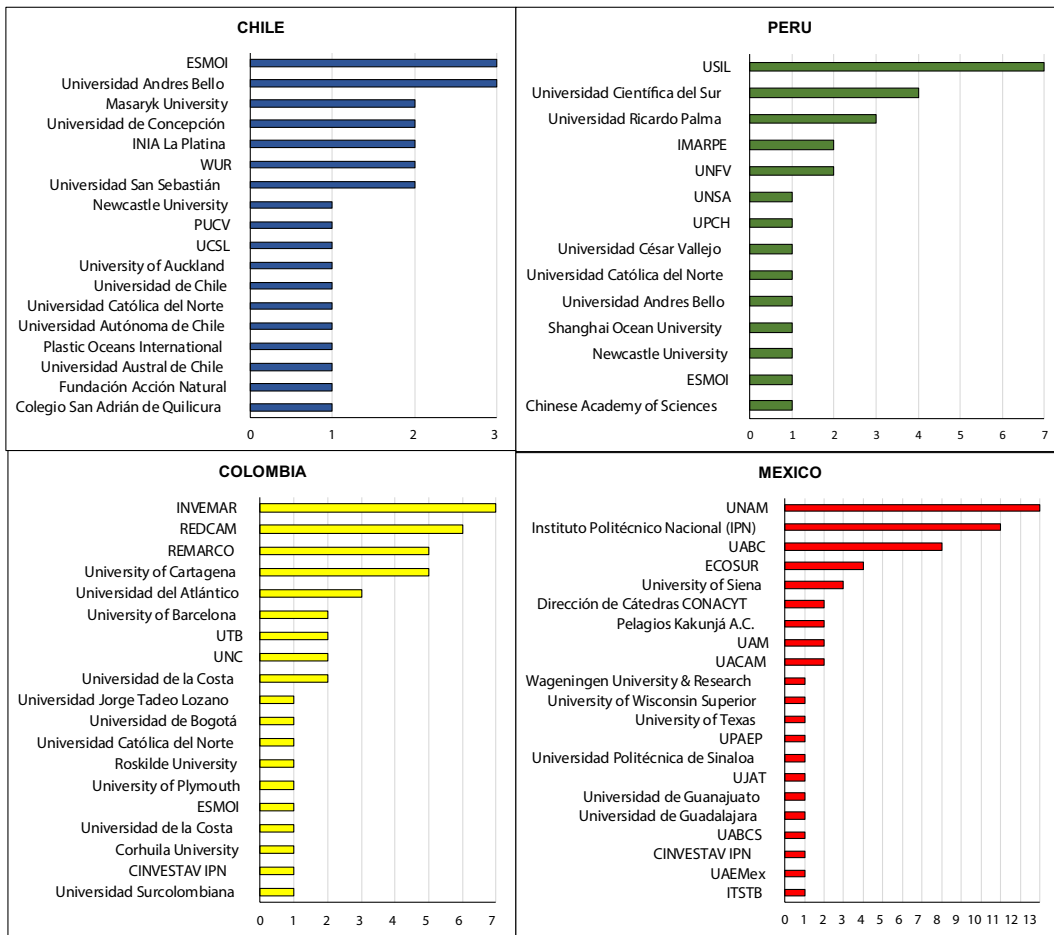 CHILE
ESMOI
Universidad Andres Bello
Masaryk University
Universidad de Concepción
INIA La Platina
WUR
Universidad San Sebastián
Newcastle University
PUCV
UCSL
University of Auckland
Universidad de Chile
Universidad Católica del Norte
Universidad Autónoma de Chile
Plastic Oceans International
Universidad Austral de Chile
Fundación Acción Natural
Colegio San Adrián de Quilicura
0 1 2 3
PERU
USIL
Universidad Científica del Sur
Universidad Ricardo Palma
IMARPE
UNFV
UNSA
UPCH
Universidad César Vallejo
Universidad Católica del Norte
Universidad Andres Bello
Shanghai Ocean University
Newcastle University
ESMOI
Chinese Academy of Sciences
0 1 2 3 4 5 6 7
COLOMBIA
INVEMAR
REDCAM
REMARCO
University of Cartagena
Universidad del Atlántico
University of Barcelona
UTB
UNC
Universidad de la Costa
Universidad Jorge Tadeo Lozano
Universidad de Bogotá
Universidad Católica del Norte
Roskilde University
University of Plymouth
ESMOI
Universidad de la Costa
Corhuila University
CINVESTAV IPN
Universidad Surcolombiana
0 1 2 3 4 5 6 7
MEXICO
UNAM
Instituto Politécnico Nacional (IPN)
UABC
ECOSUR
University of Siena
Dirección de Cátedras CONACYT
Pelagios Kakunjá A.C.
UAM
UACAM
Wageningen University & Research
University of Wisconsin Superior
University of Texas
UPAEP
Universidad Politécnica de Sinaloa
UJAT
Universidad de Guanajuato
Universidad de Guadalajara
UABCS
CINVESTAV IPN
UAEMex
ITSTB
0 1 2 3 4 5 6 7 8 9 10 11 12 13